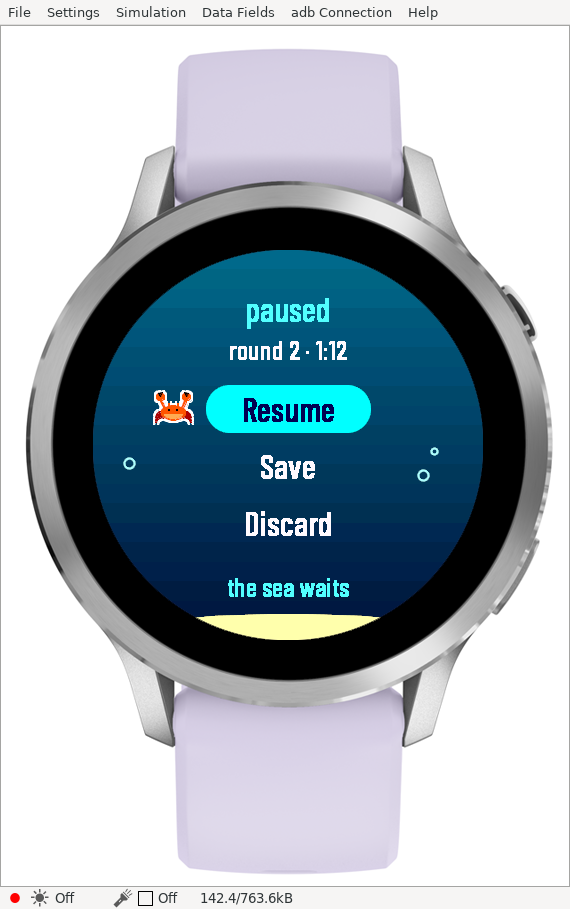 File Settings Simulation Data Fields adb Connection Help
paused
round 2 · 1:12
Resume
Save
Discard
the sea waits
Off Off 142.4/763.6kB